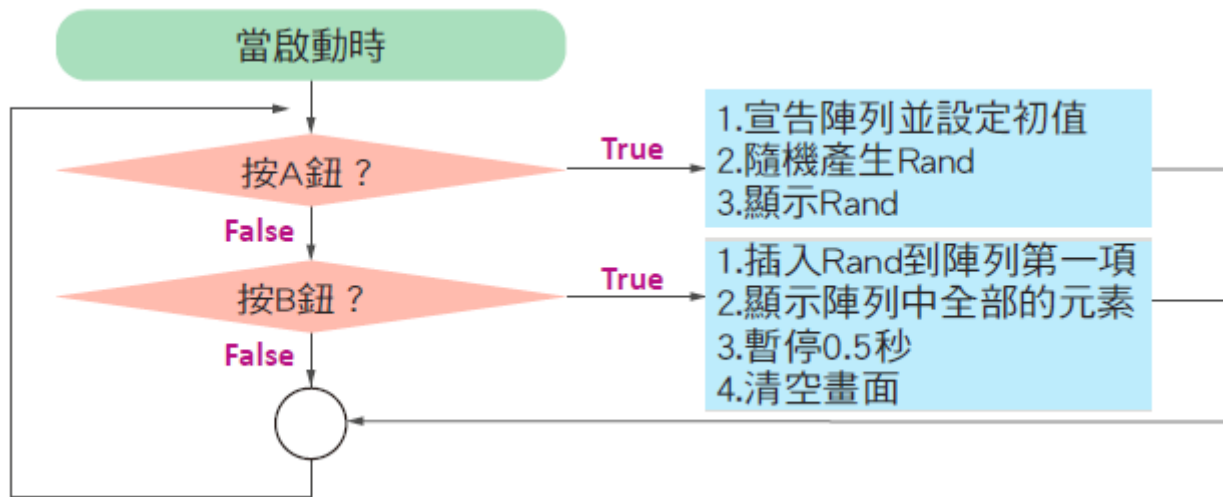 當啟動時
按A鈕？
True
1.宣告陣列並設定初值
2.隨機產生Rand
3.顯示Rand
False
按B鈕？
True
1.插入Rand到陣列第一項
2.顯示陣列中全部的元素
3.暫停0.5秒
4.清空畫面
False